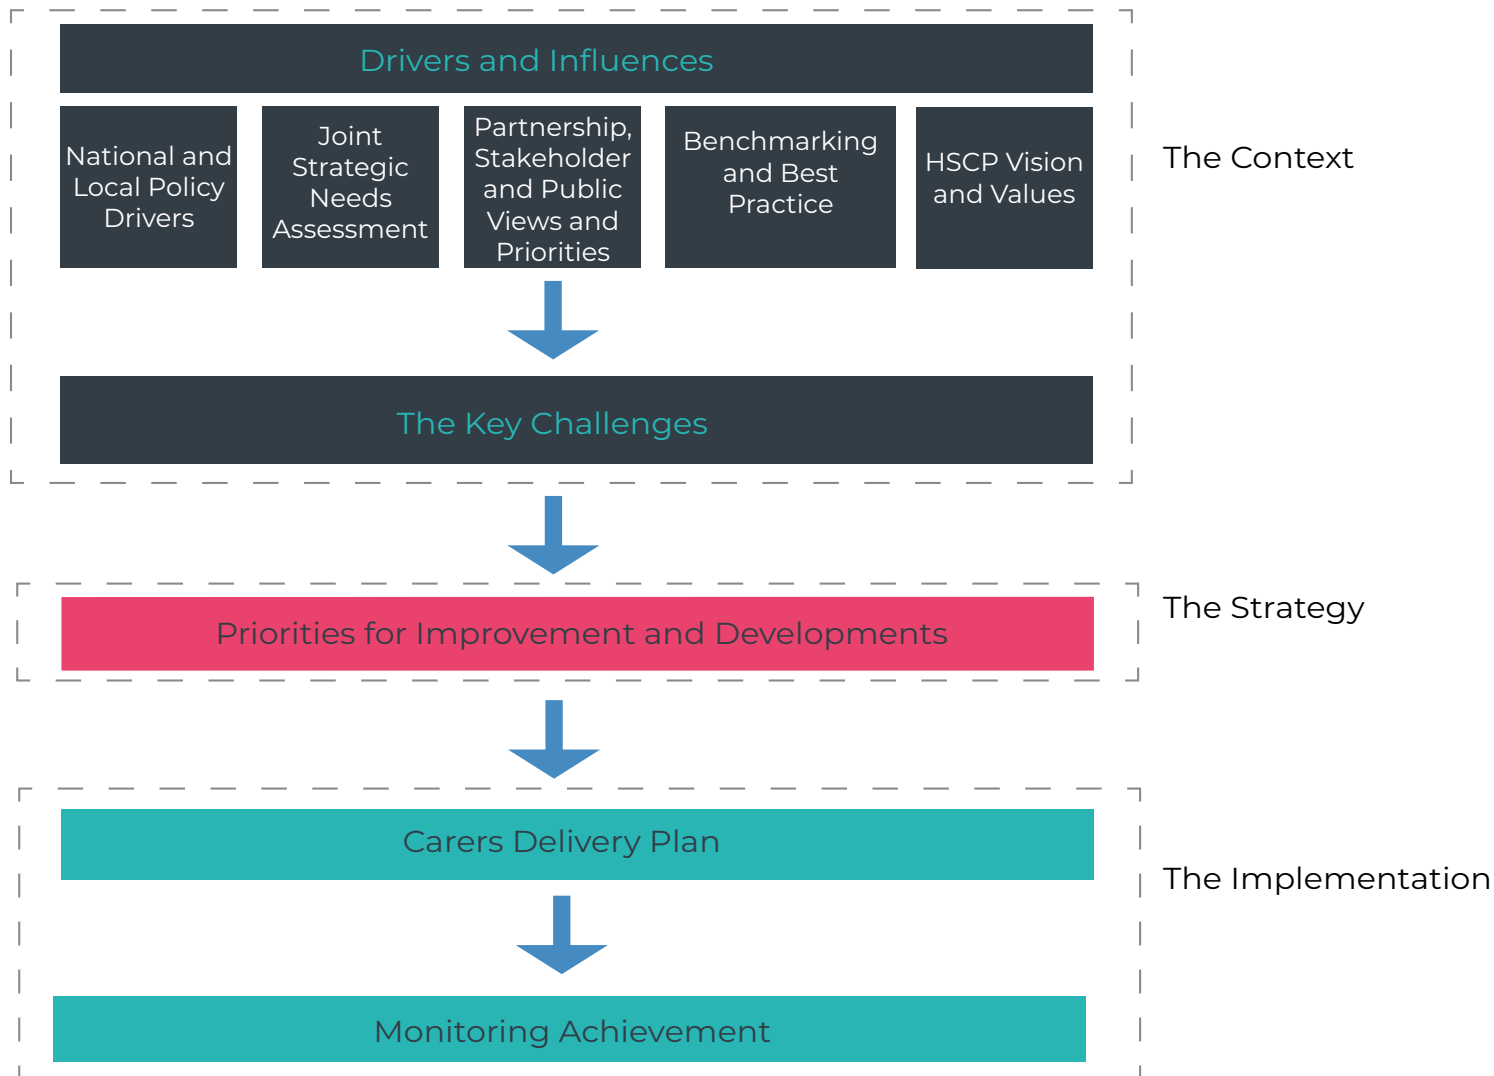 Drivers and Influences
National and
Local Policy
Drivers
Joint
Strategic
Needs
Assessment
Partnership,
Stakeholder
and Public
Views and
Priorities
Benchmarking
and Best
Practice
HSCP Vision
and Values
The Context
The Key Challenges
Priorities for Improvement and Developments
The Strategy
Carers Delivery Plan
The Implementation
Monitoring Achievement